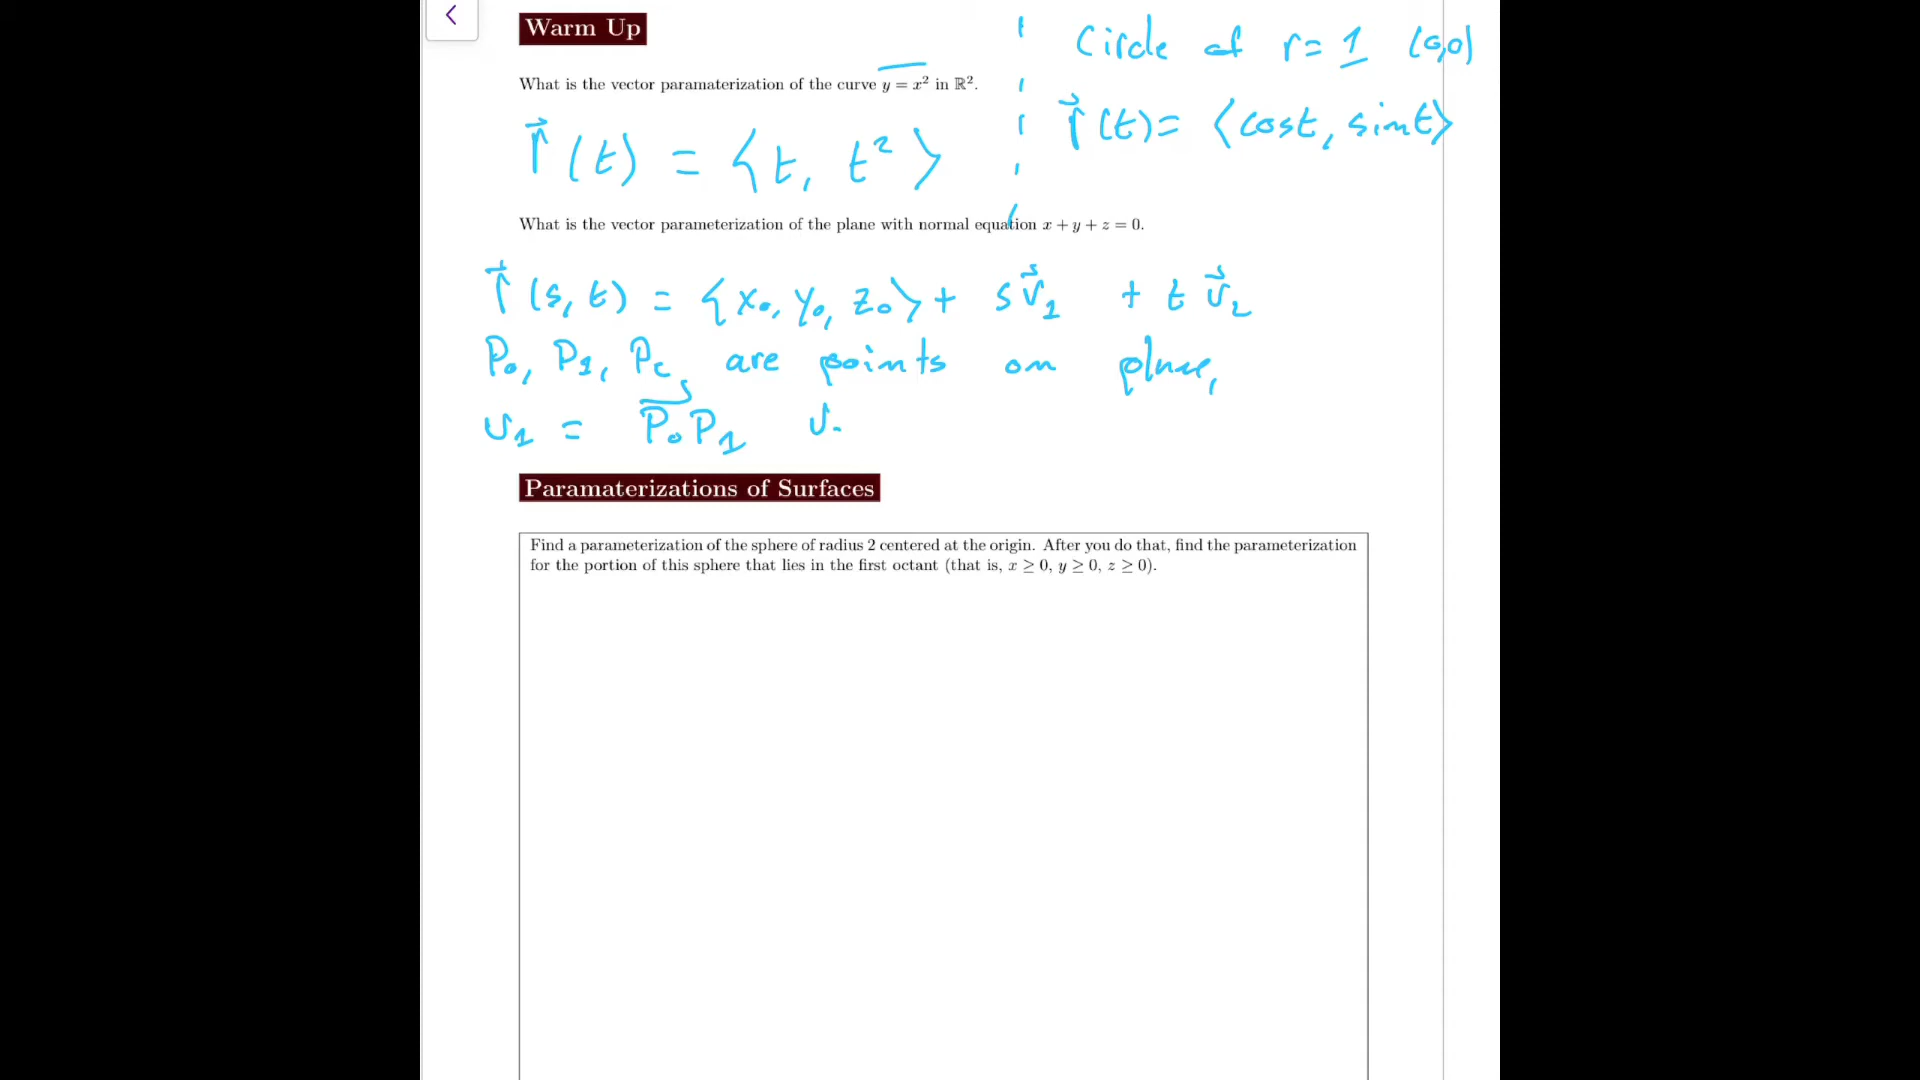 Warm Up
Circle of r = 1 (0,0)
What is the vector paramaterization of the curve y = x² in ℝ².
r⃗(t) = ⟨cost, sint⟩
r⃗(t) = ⟨t, t²⟩
What is the vector parameterization of the plane with normal equation x + y + z = 0.
r⃗(s,t) = ⟨x₀, y₀, z₀⟩ + s v⃗₁ + t v⃗₂
P₀, P₁, P₂ are points on plane,
v₁ = P₀P₁ v.
Paramaterizations of Surfaces
Find a parameterization of the sphere of radius 2 centered at the origin. After you do that, find the parameterization
for the portion of this sphere that lies in the first octant (that is, x ≥ 0, y ≥ 0, z ≥ 0).